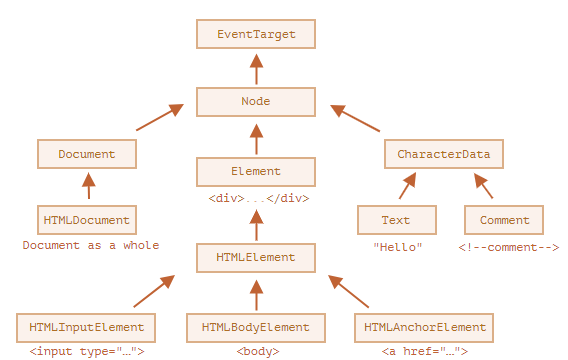 EventTarget
Node
Document
Element
CharacterData
<div>...</div>
HTMLDocument
Text
Comment
Document as a whole
"Hello"
<!--comment-->
HTMLElement
HTMLInputElement
HTMLBodyElement
HTMLAnchorElement
<input type="…">
<body>
<a href="…">